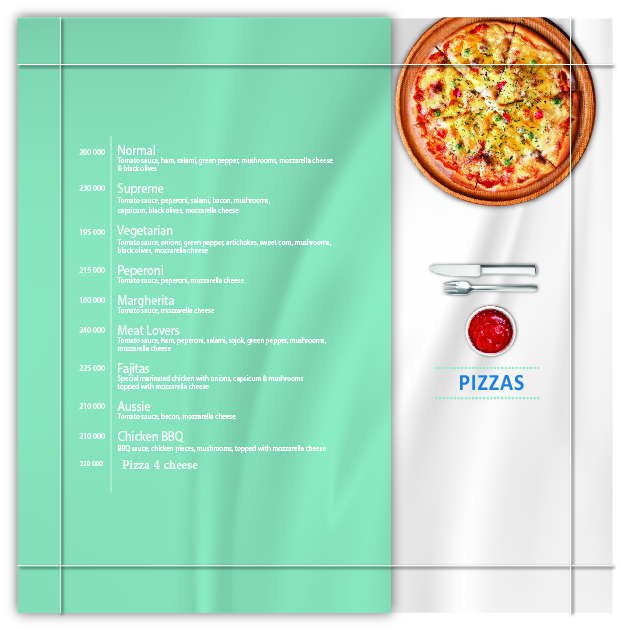 200 000 Normal
Tomato sauce, ham, salami, green pepper, mushrooms, mozzarella cheese
& black olives
230 000 Supreme
Tomato sauce, peperoni, salami, bacon, mushrooms,
capsicum, black olives, mozzarella cheese
195 000 Vegetarian
Tomato sauce, onions, green pepper, artichokes, sweet corn, mushrooms,
black olives, mozzarella cheese
215 000 Peperoni
Tomato sauce, peperoni, mozzarella cheese
160 000 Margherita
Tomato sauce, mozzarella cheese
240 000 Meat Lovers
Tomato sauce, ham, peperoni, salami, sojok, green pepper, mushrooms,
mozzarella cheese
225 000 Fajitas
Special marinated chicken with onions, capsicum & mushrooms
topped with mozzarella cheese
210 000 Aussie
Tomato sauce, bacon, mozzarella cheese
210 000 Chicken BBQ
BBQ sauce, chicken pieces, mushrooms, topped with mozzarella cheese
220 000 Pizza 4 cheese
PIZZAS